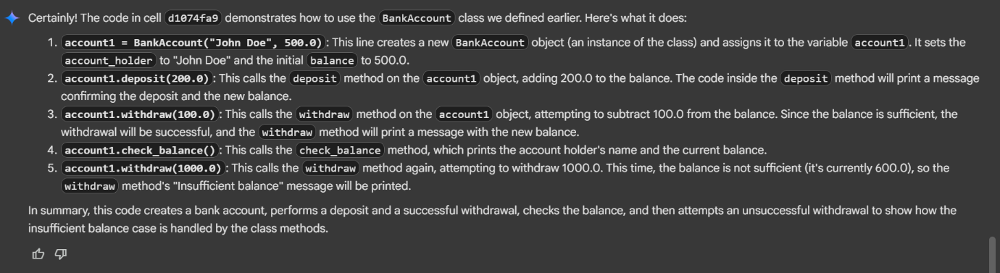 Certainly! The code in cell d1074fa9 demonstrates how to use the BankAccount class we defined earlier. Here's what it does:
1. account1 = BankAccount("John Doe", 500.0): This line creates a new BankAccount object (an instance of the class) and assigns it to the variable account1. It sets the
account_holder to "John Doe" and the initial balance to 500.0.
2. account1.deposit(200.0): This calls the deposit method on the account1 object, adding 200.0 to the balance. The code inside the deposit method will print a message
confirming the deposit and the new balance.
3. account1.withdraw(100.0): This calls the withdraw method on the account1 object, attempting to subtract 100.0 from the balance. Since the balance is sufficient, the
withdrawal will be successful, and the withdraw method will print a message with the new balance.
4. account1.check_balance(): This calls the check_balance method, which prints the account holder's name and the current balance.
5. account1.withdraw(1000.0): This calls the withdraw method again, attempting to withdraw 1000.0. This time, the balance is not sufficient (it's currently 600.0), so the
withdraw method's "Insufficient balance" message will be printed.
In summary, this code creates a bank account, performs a deposit and a successful withdrawal, checks the balance, and then attempts an unsuccessful withdrawal to show how the
insufficient balance case is handled by the class methods.